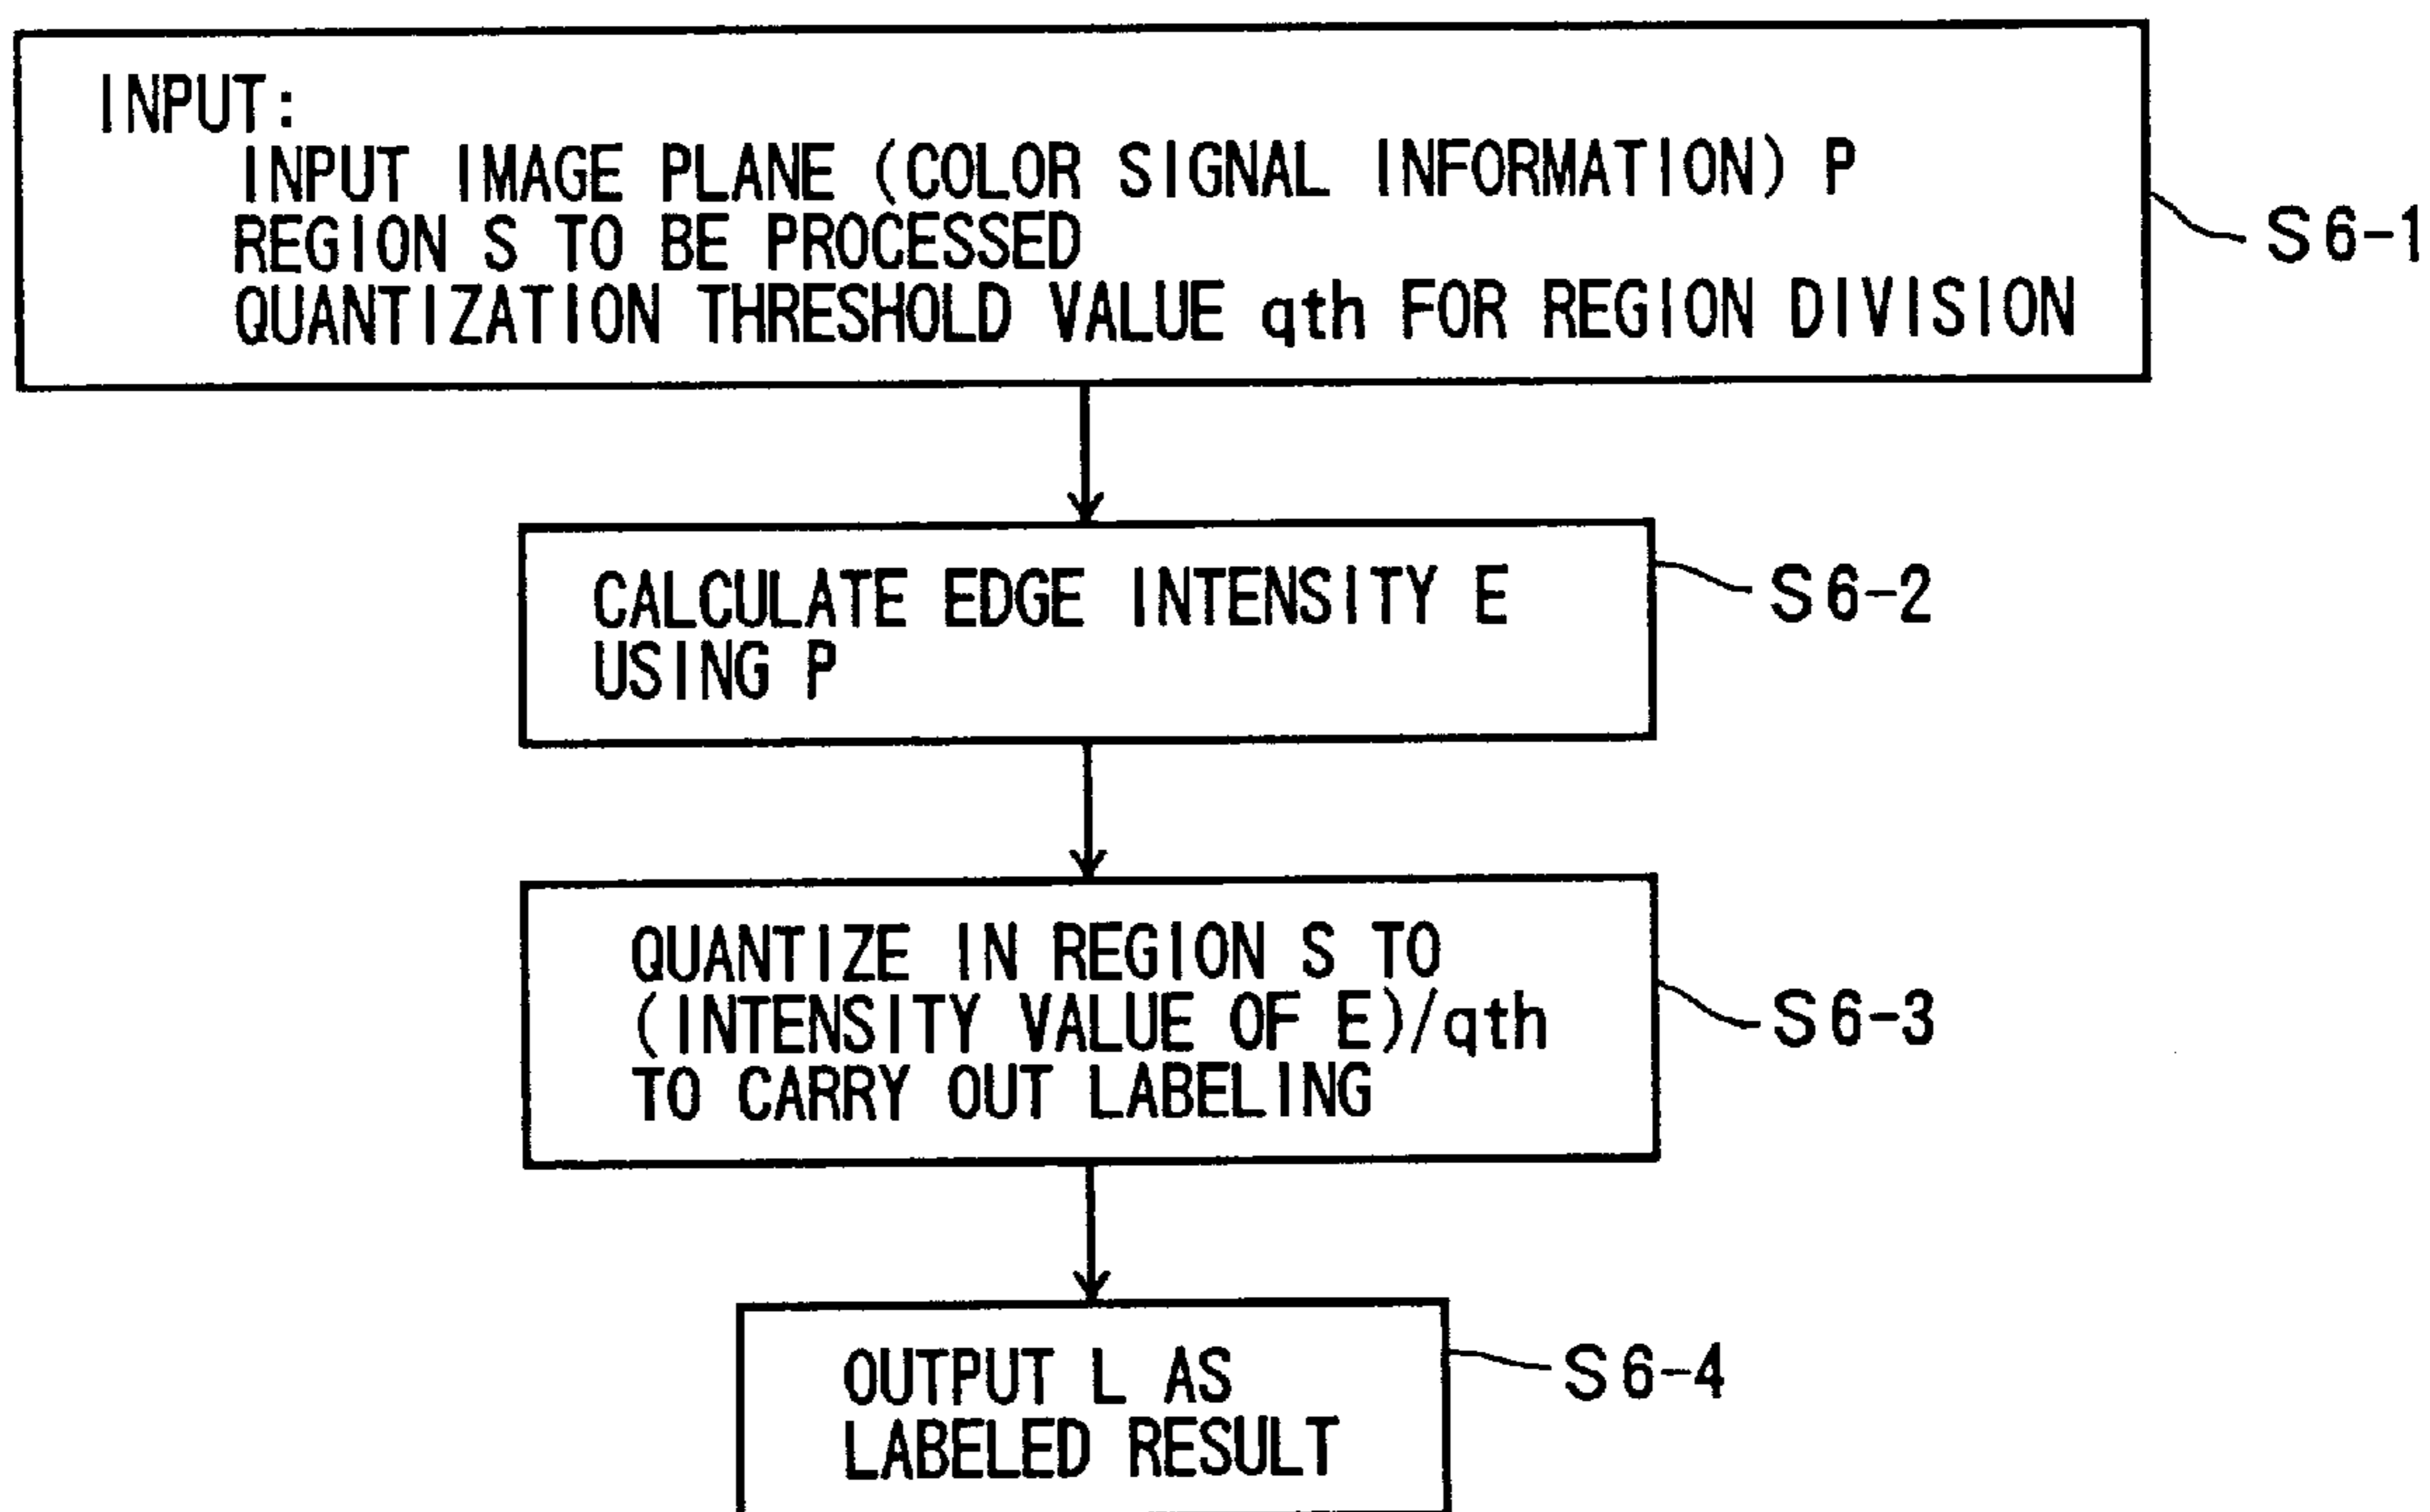 INPUT:
INPUT IMAGE PLANE (COLOR SIGNAL INFORMATION) P
REGION S TO BE PROCESSED
QUANTIZATION THRESHOLD VALUE qth FOR REGION DIVISION
S6-1
CALCULATE EDGE INTENSITY E
USING P
S6-2
QUANTIZE IN REGION S TO
(INTENSITY VALUE OF E)/qth
TO CARRY OUT LABELING
S6-3
OUTPUT L AS
LABELED RESULT
S6-4